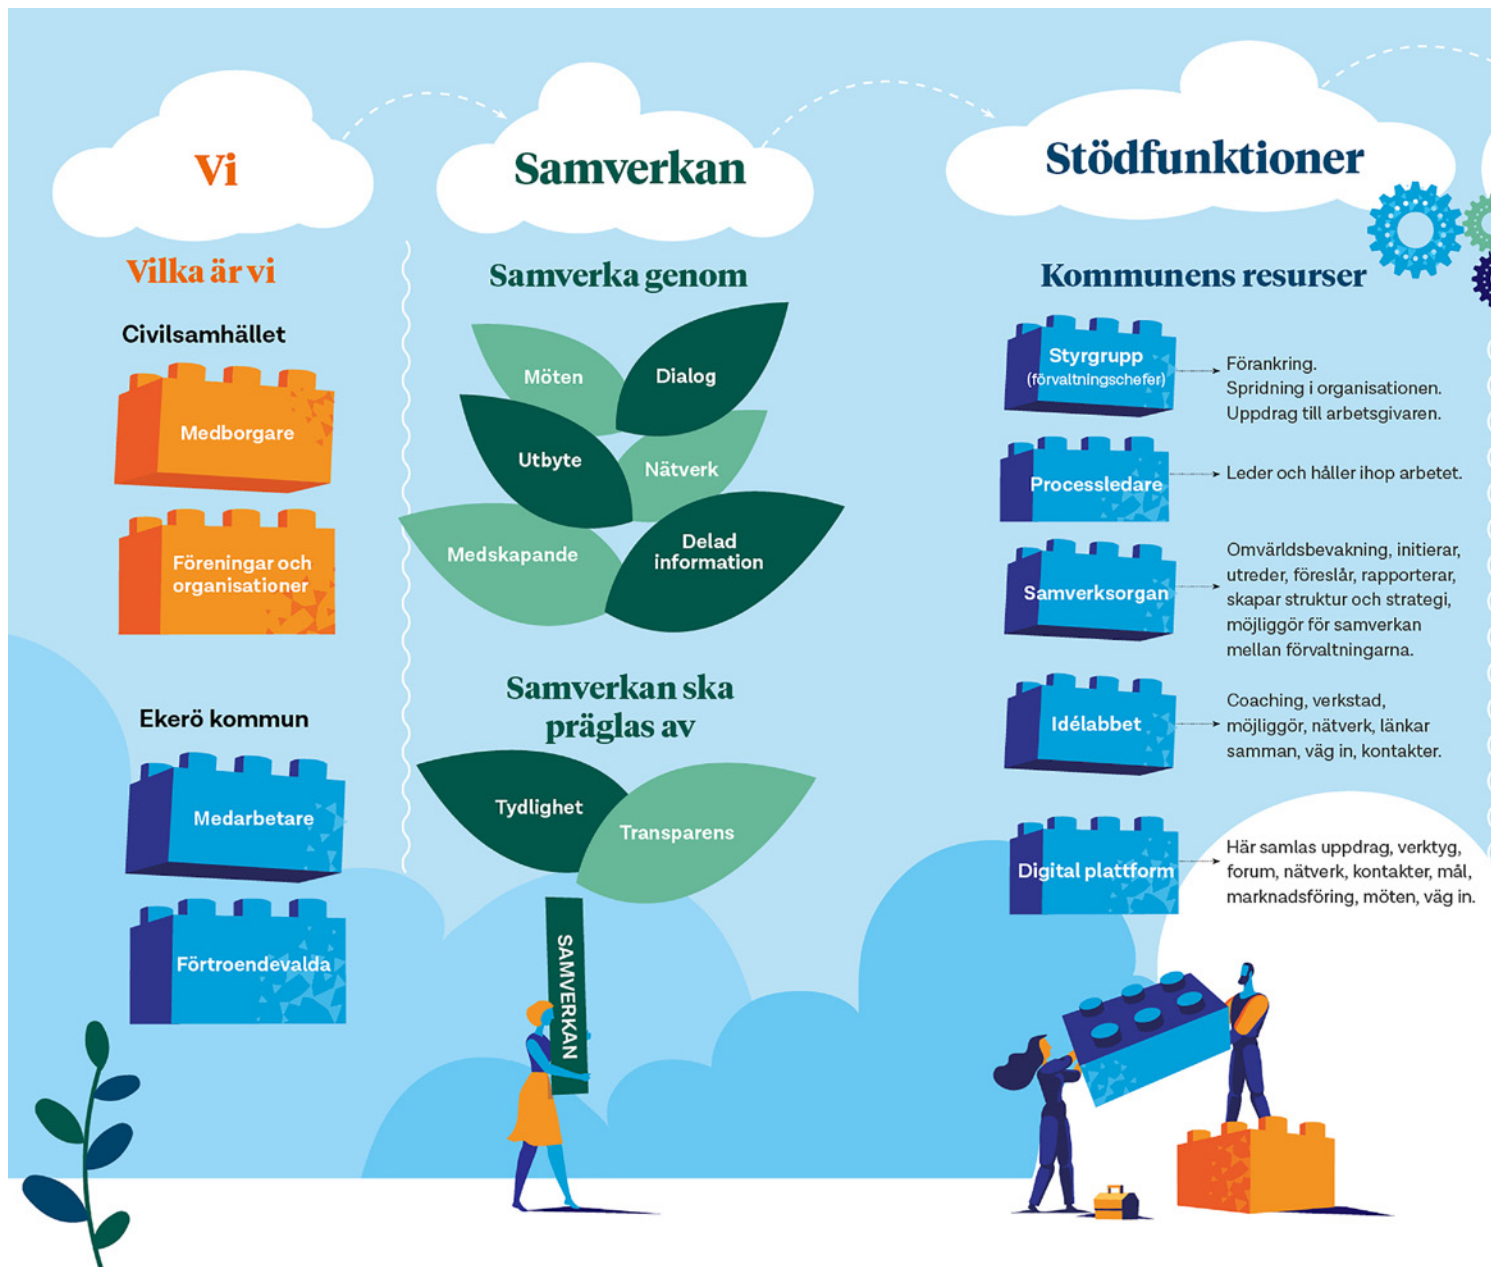 Vi
Vilka är vi
Civilsamhället
Medborgare
Föreningar och
organisationer
Ekerö kommun
Medarbetare
Förtroendevalda
Samverkan
Samverka genom
Möten
Dialog
Utbyte
Nätverk
Medskapande
Delad
information
Samverkan ska
präglas av
Tydlighet
Transparens
SAMVERKAN
Stödfunktioner
Kommunens resurser
Styrgrupp
(förvaltningschefer)
Förankring.
Spridning i organisationen.
Uppdrag till arbetsgivaren.
Processledare
Leder och håller ihop arbetet.
Samverksorgan
Omvärldsbevakning, initierar,
utreder, föreslår, rapporterar,
skapar struktur och strategi,
möjliggör för samverkan
mellan förvaltningarna.
Idélabbet
Coaching, verkstad,
möjliggör, nätverk, länkar
samman, väg in, kontakter.
Digital plattform
Här samlas uppdrag, verktyg,
forum, nätverk, kontakter, mål,
marknadsföring, möten, väg in.